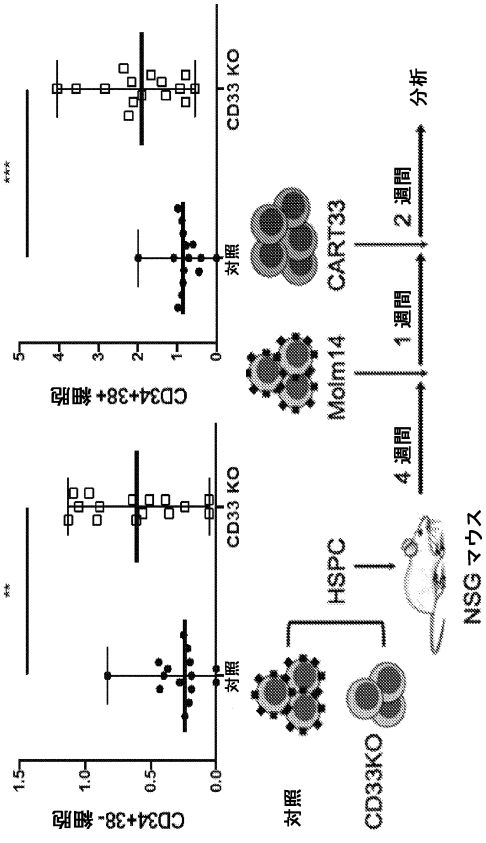 **
CD34+38- 細胞
1.5
1.0
0.5
0.0
対照
CD33 KO
***
CD34+38+ 細胞
5
4
3
2
1
0
対照
CD33 KO
対照
CD33KO
HSPC
NSG マウス
Molm14
CART33
4 週間
1 週間
2 週間
分析